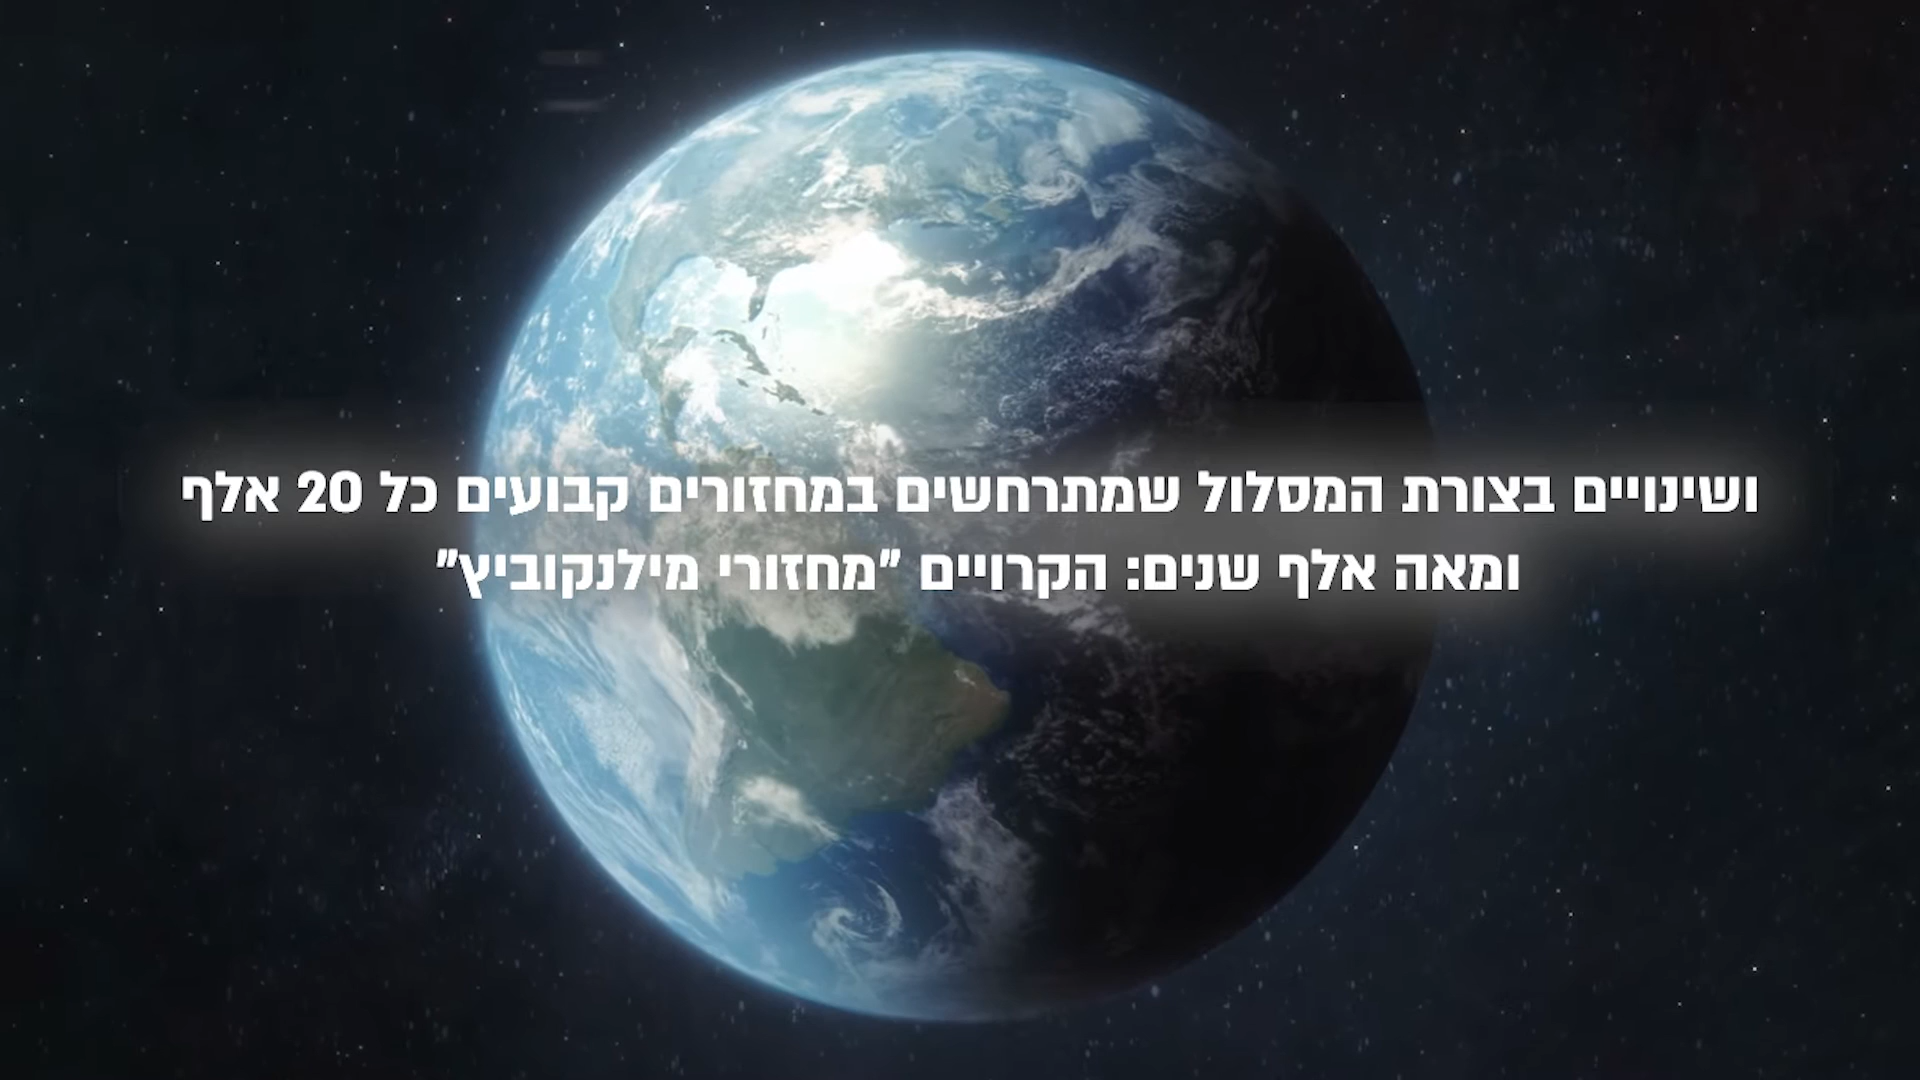 ושינויים בצורת המסלול שמתרחשים במחזורים קבועים כל 20 אלף
ומאה אלף שנים: הקרויים "מחזורי מילנקוביץ"